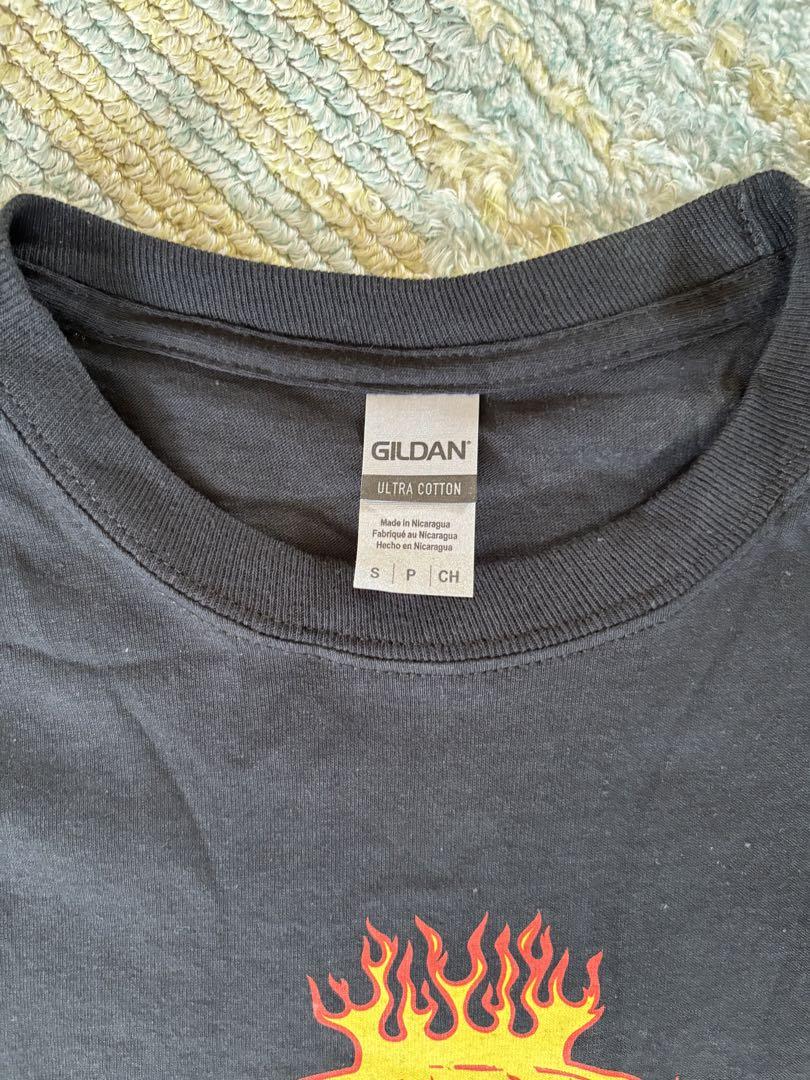 GILDAN®
ULTRA COTTON
Made in Nicaragua
Fabriqué au Nicaragua
Hecho en Nicaragua
S | P | CH